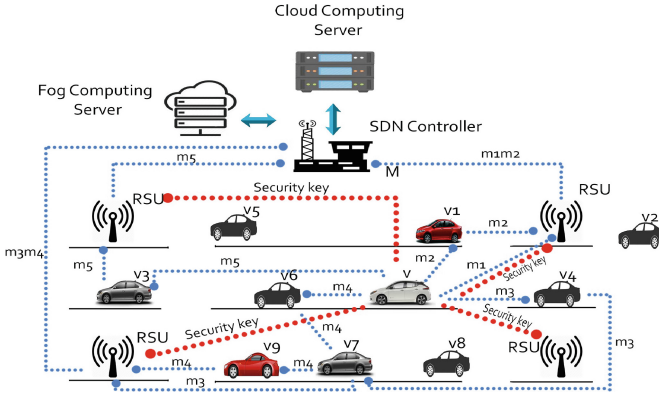 Cloud Computing
Server
Fog Computing
Server
SDN Controller
m5
M
m1m2
RSU
Security key
v5
v1
m2
RSU
v2
m3m4
m5
v3
m5
v6
m4
v
m2
m1
Security key
m3
v4
RSU
Security key
m4
Security key
RSU
m3
m4
v9
m4
v7
v8
m3